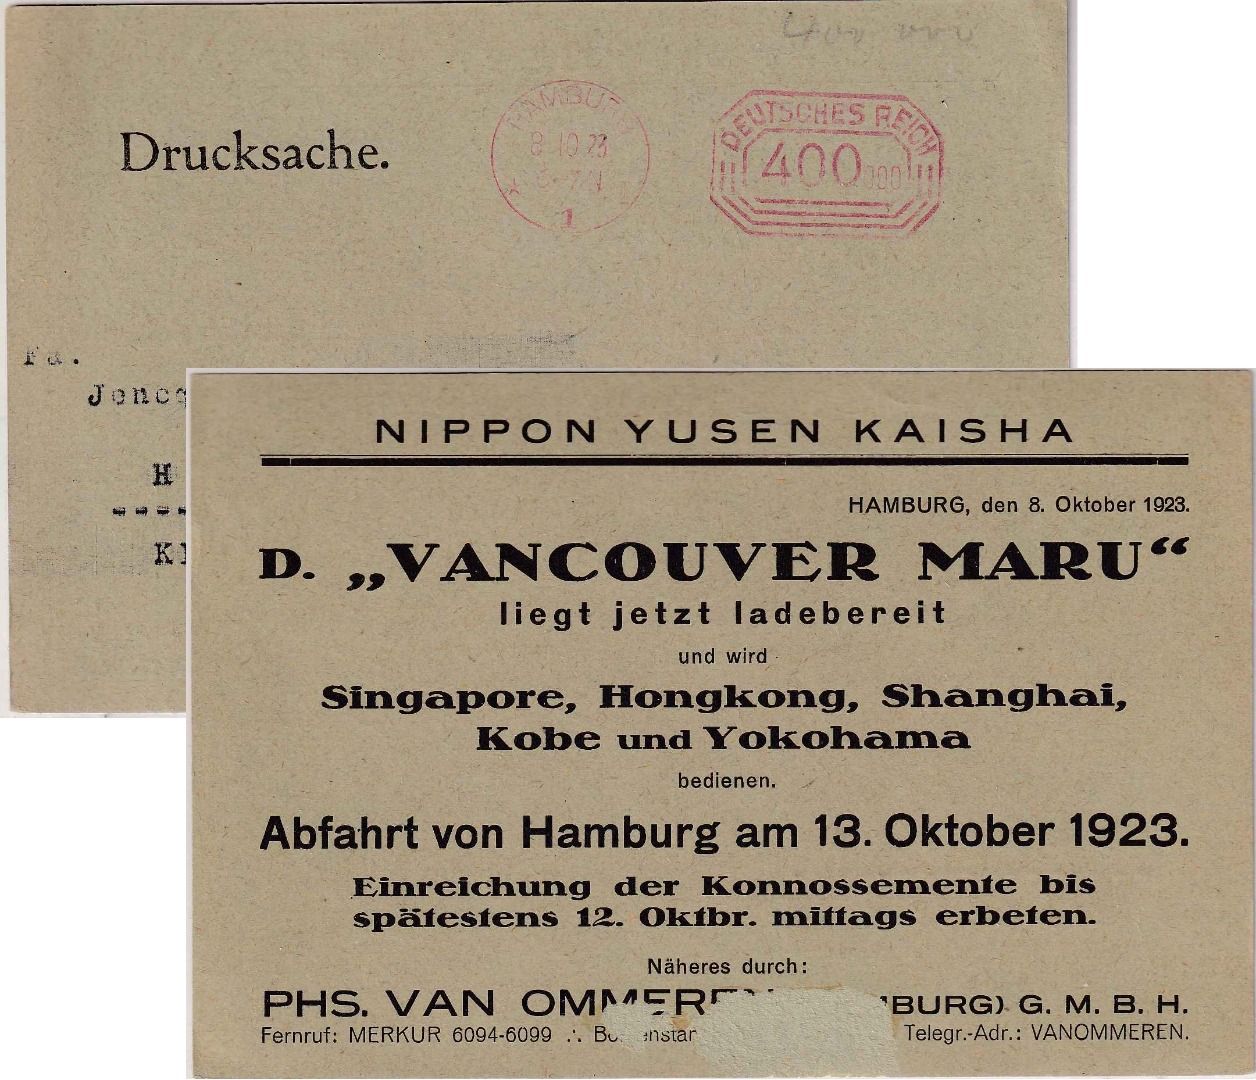 400 000
Drucksache.
HAMBURG
8 10 23
1
DEUTSCHES REICH
400000
Fa.
H
NIPPON YUSEN KAISHA
HAMBURG, den 8. Oktober 1923.
D. „VANCOUVER MARU“
liegt jetzt ladebereit
und wird
Singapore, Hongkong, Shanghai,
Kobe und Yokohama
bedienen.
Abfahrt von Hamburg am 13. Oktober 1923.
Einreichung der Konnossemente bis
spätestens 12. Oktbr. mittags erbeten.
Näheres durch:
PHS. VAN OMMEREN BURG) G. M. B. H.
Fernruf: MERKUR 6094-6099 Telegr.-Adr.: VANOMMEREN.